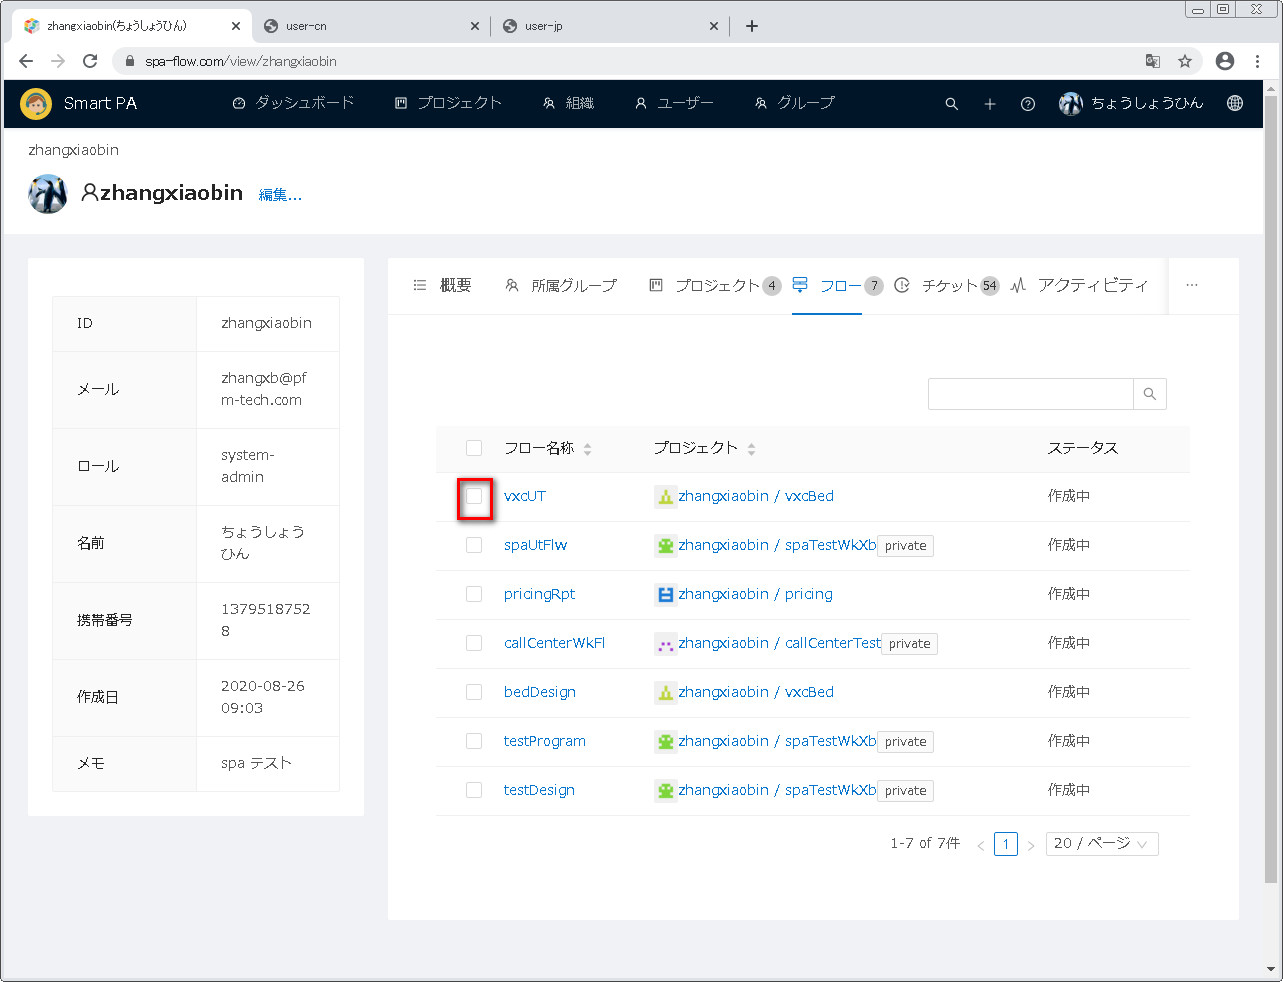 zhangxiaobin(ちょうしょうひん)
user-cn
user-jp
spa-flow.com/view/zhangxiaobin
Smart PA
ダッシュボード
プロジェクト
組織
ユーザー
グループ
ちょうしょうひん
zhangxiaobin
zhangxiaobin 編集...
概要
所属グループ
プロジェクト 4
フロー 7
チケット 54
アクティビティ
ID zhangxiaobin
メール zhangxb@pf
m-tech.com
ロール system-
admin
名前 ちょうしょう
ひん
携帯番号 1379518752
8
作成日 2020-08-26
09:03
メモ spa テスト
フロー名称 プロジェクト ステータス
vxcUT zhangxiaobin / vxcBed 作成中
spaUtFlw zhangxiaobin / spaTestWkXb private 作成中
pricingRpt zhangxiaobin / pricing 作成中
callCenterWkFl zhangxiaobin / callCenterTest private 作成中
bedDesign zhangxiaobin / vxcBed 作成中
testProgram zhangxiaobin / spaTestWkXb private 作成中
testDesign zhangxiaobin / spaTestWkXb private 作成中
1-7 of 7件 < 1 > 20 / ページ